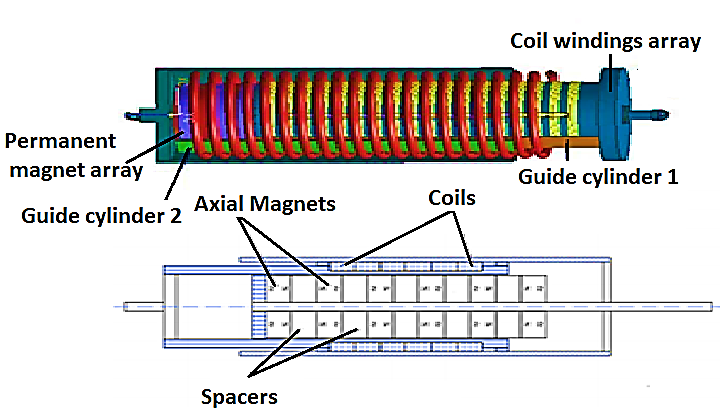 Coil windings array
Permanent
magnet array
Guide cylinder 1
Guide cylinder 2
Axial Magnets
Coils
Spacers